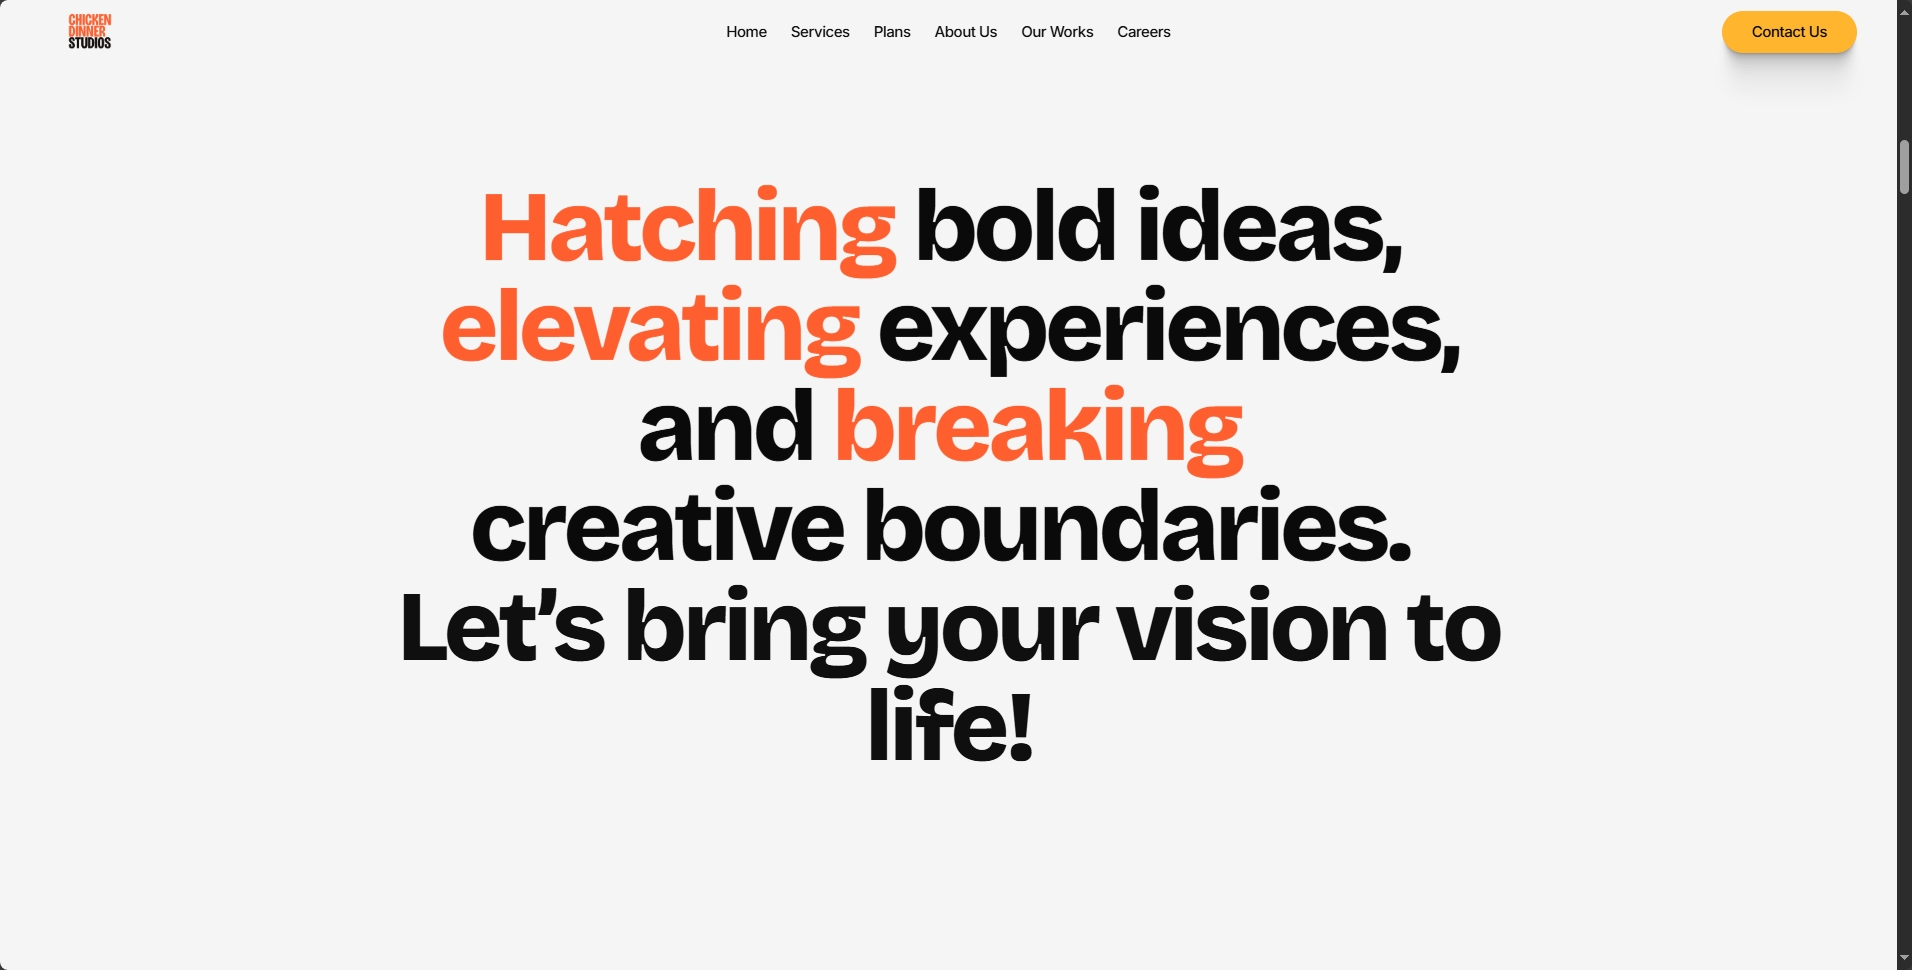 CHICKEN
DINNER
STUDIOS
Home Services Plans About Us Our Works Careers
Contact Us
Hatching bold ideas,
elevating experiences,
and breaking
creative boundaries.
Let’s bring your vision to
life!